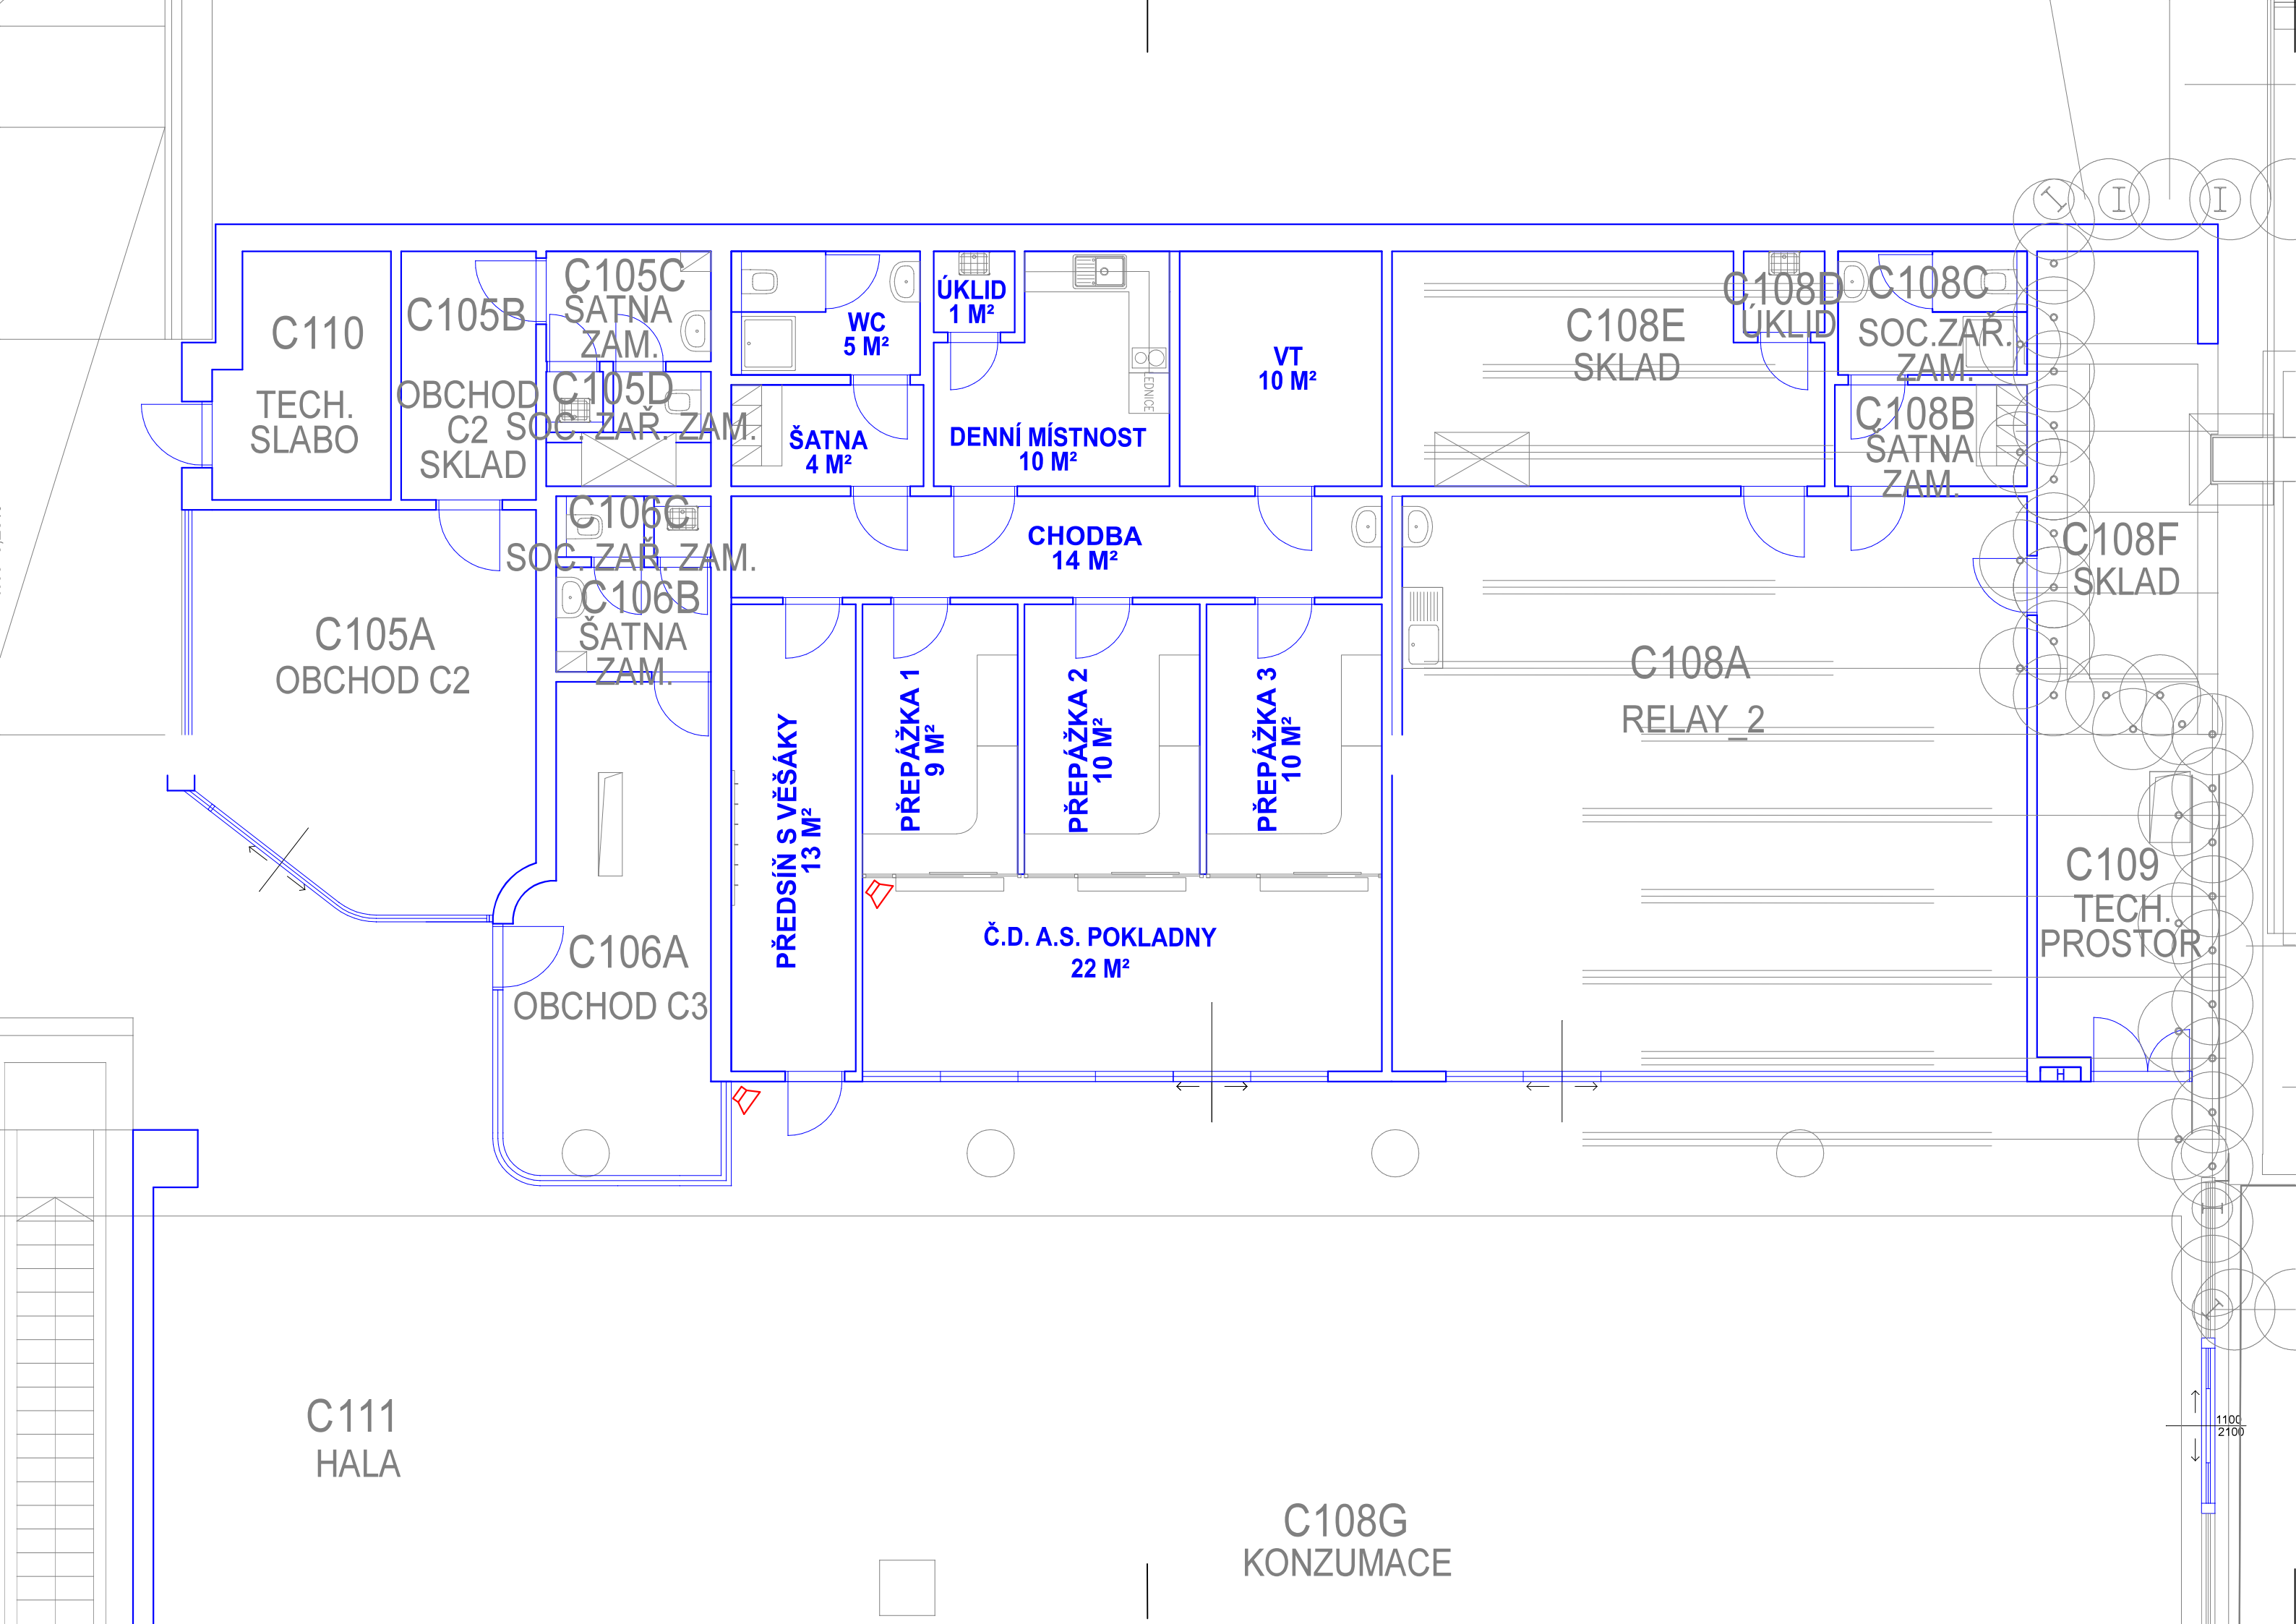 C110
TECH.
SLABO
C105B
OBCHOD
C2
SKLAD
C105C
ŠATNA
ZAM.
C105D
SOC. ZAŘ. ZAM.
WC
5 M²
ÚKLID
1 M²
LEDNICE
ŠATNA
4 M²
DENNÍ MÍSTNOST
10 M²
VT
10 M²
C108E
SKLAD
C108D
ÚKLID
C108C
SOC.ZAŘ.
ZAM.
C108B
ŠATNA
ZAM.
C106C
SOC. ZAŘ. ZAM.
C106B
ŠATNA
ZAM.
CHODBA
14 M²
C108F
SKLAD
C105A
OBCHOD C2
PŘEDSÍŇ S VĚŠÁKY
13 M²
PŘEPÁŽKA 1
9 M²
PŘEPÁŽKA 2
10 M²
PŘEPÁŽKA 3
10 M²
C108A
RELAY_2
C109
TECH.
PROSTOR
C106A
OBCHOD C3
Č.D. A.S. POKLADNY
22 M²
H
C111
HALA
1100
2100
C108G
KONZUMACE